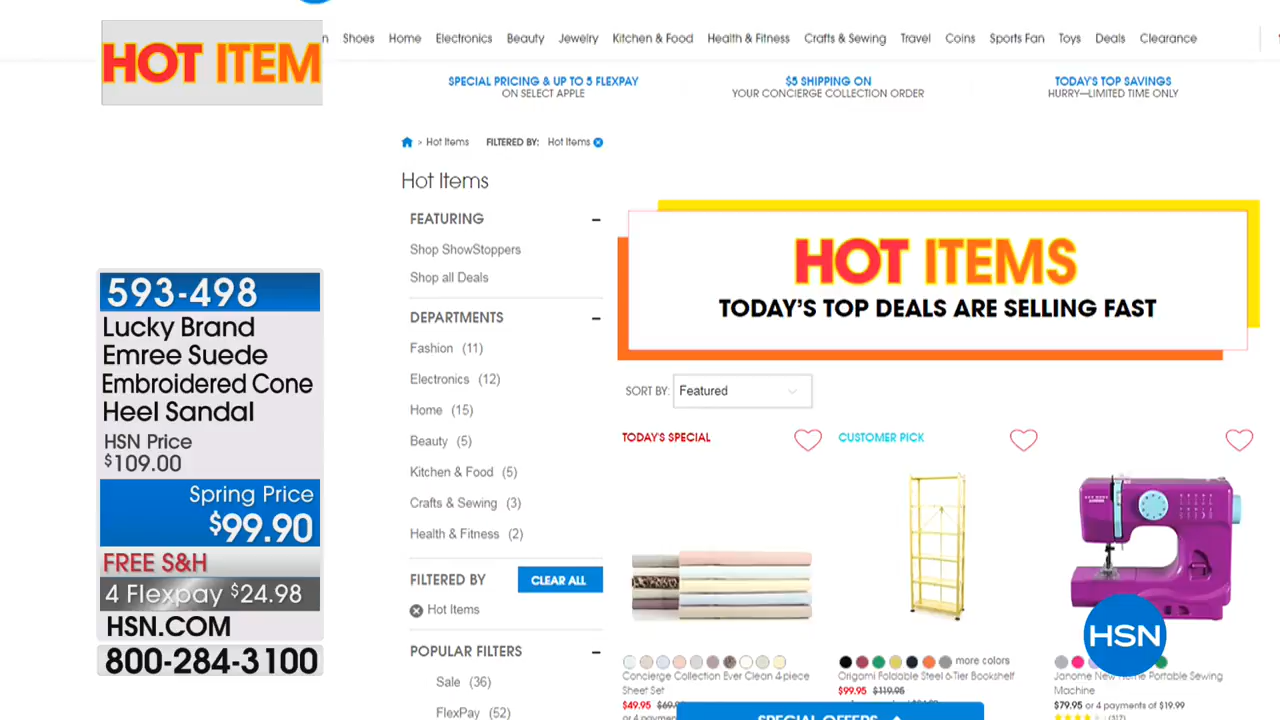 HOT ITEM
Shoes Home Electronics Beauty Jewelry Kitchen & Food Health & Fitness Crafts & Sewing Travel Coins Sports Fan Toys Deals Clearance
SPECIAL PRICING & UP TO 5 FLEXPAY
ON SELECT APPLE
$5 SHIPPING ON
YOUR CONCIERGE COLLECTION ORDER
TODAY'S TOP SAVINGS
HURRY—LIMITED TIME ONLY
> Hot Items FILTERED BY: Hot Items
Hot Items
FEATURING
Shop ShowStoppers
Shop all Deals
DEPARTMENTS
Fashion (11)
Electronics (12)
Home (15)
Beauty (5)
Kitchen & Food (5)
Crafts & Sewing (3)
Health & Fitness (2)
FILTERED BY CLEAR ALL
Hot Items
POPULAR FILTERS
Sale (36)
FlexPay (52)
HOT ITEMS
TODAY'S TOP DEALS ARE SELLING FAST
SORT BY: Featured
TODAY'S SPECIAL
CUSTOMER PICK
more colors
Concierge Collection Ever Clean 4-piece
Sheet Set
$49.95
Origami Foldable Steel 6-Tier Bookshelf
$99.95 $119.95
Janome New Home Portable Sewing
Machine
$79.95 or 4 payments of $19.99
(317)
SPECIAL OFFERS
HSN
593-498
Lucky Brand
Emree Suede
Embroidered Cone
Heel Sandal
HSN Price
$109.00
Spring Price
$99.90
FREE S&H
4 Flexpay $24.98
HSN.COM
800-284-3100